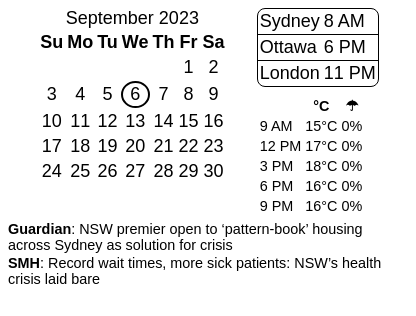 September 2023
Su Mo Tu We Th Fr Sa
1 2
3 4 5 6 7 8 9
10 11 12 13 14 15 16
17 18 19 20 21 22 23
24 25 26 27 28 29 30
Sydney 8 AM
Ottawa 6 PM
London 11 PM
°C ☂
9 AM 15°C 0%
12 PM 17°C 0%
3 PM 18°C 0%
6 PM 16°C 0%
9 PM 16°C 0%
Guardian: NSW premier open to ‘pattern-book’ housing
across Sydney as solution for crisis
SMH: Record wait times, more sick patients: NSW’s health
crisis laid bare